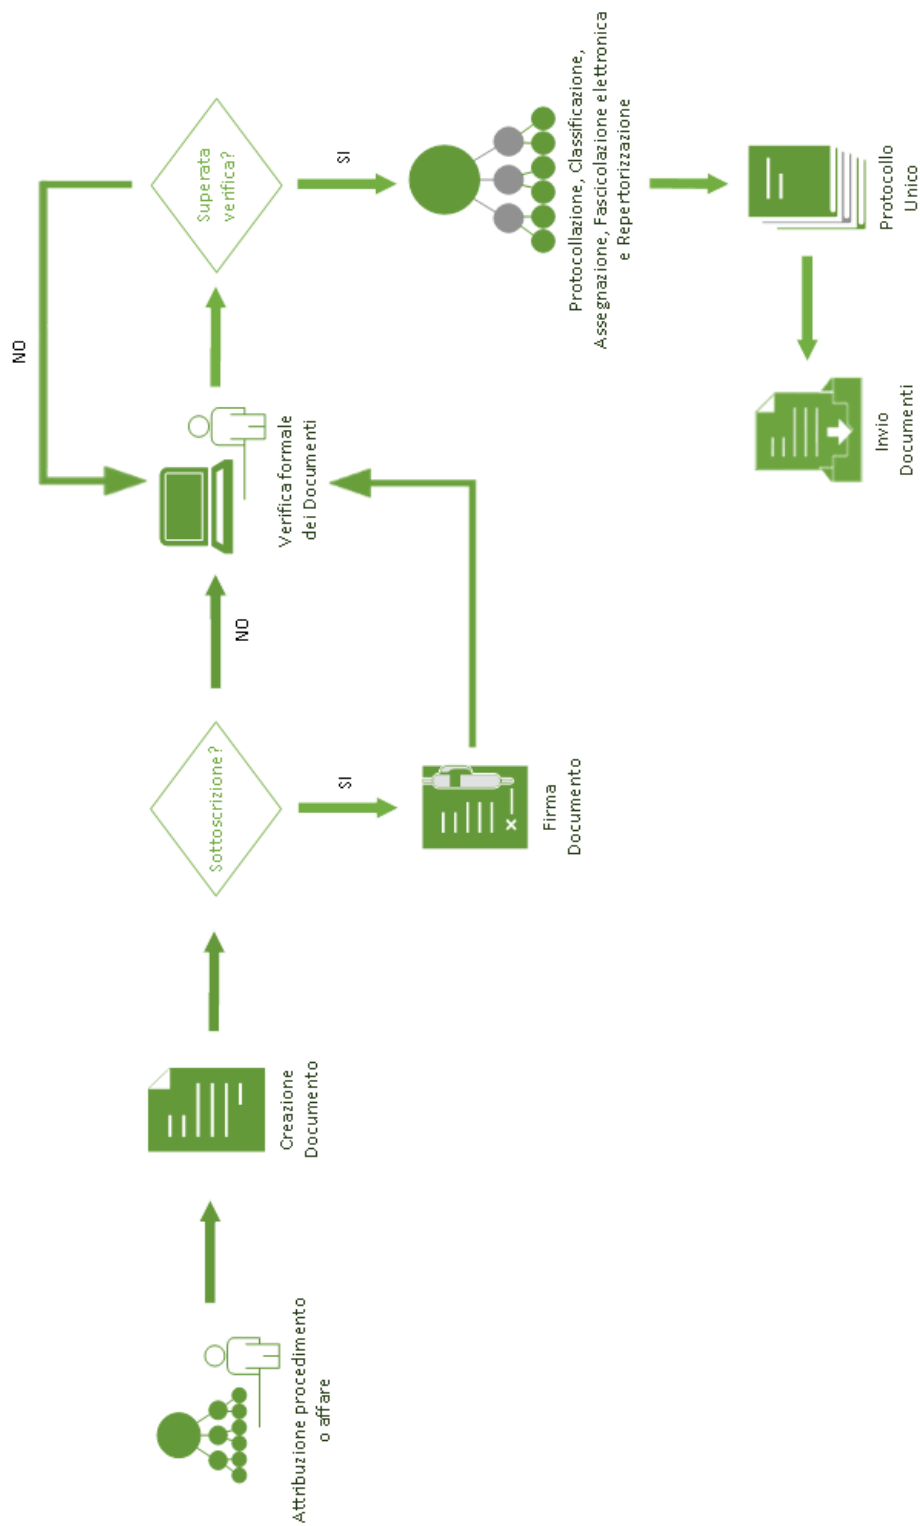 Attribuzione procedimento
o affare
Creazione
Documento
Sottoscrizione?
SI
NO
Firma
Documento
Verifica formale
dei Documenti
NO
Superata
verifica?
SI
Protocollazione, Classificazione,
Assegnazione, Fascicolazione elettronica
e Repertorizzazione
Protocollo
Unico
Invio
Documenti